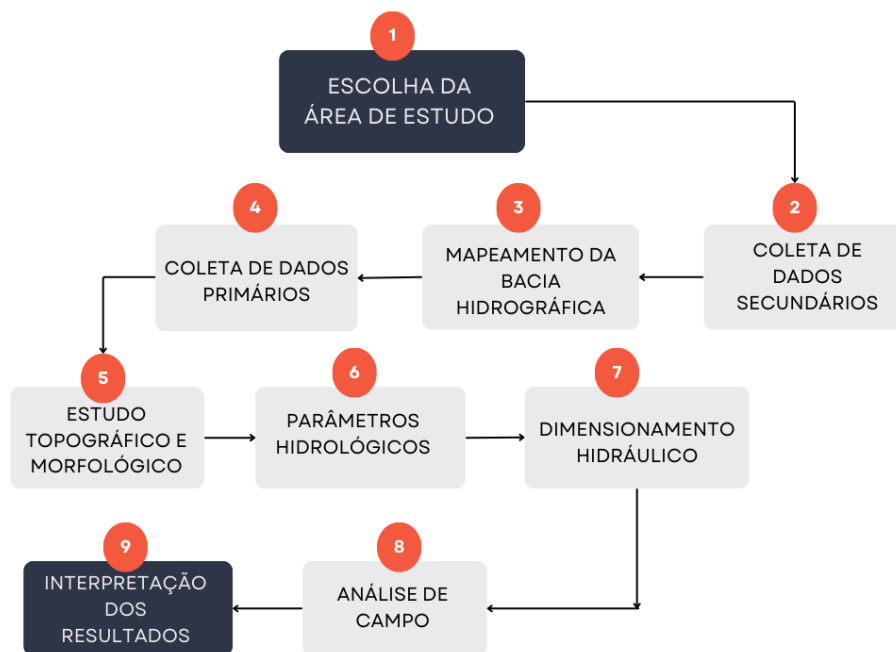 1
ESCOLHA DA
ÁREA DE ESTUDO
2
COLETA DE
DADOS
SECUNDÁRIOS
3
MAPEAMENTO DA
BACIA
HIDROGRÁFICA
4
COLETA DE DADOS
PRIMÁRIOS
5
ESTUDO
TOPOGRÁFICO E
MORFOLÓGICO
6
PARÂMETROS
HIDROLÓGICOS
7
DIMENSIONAMENTO
HIDRÁULICO
8
ANÁLISE DE
CAMPO
9
INTERPRETAÇÃO
DOS
RESULTADOS